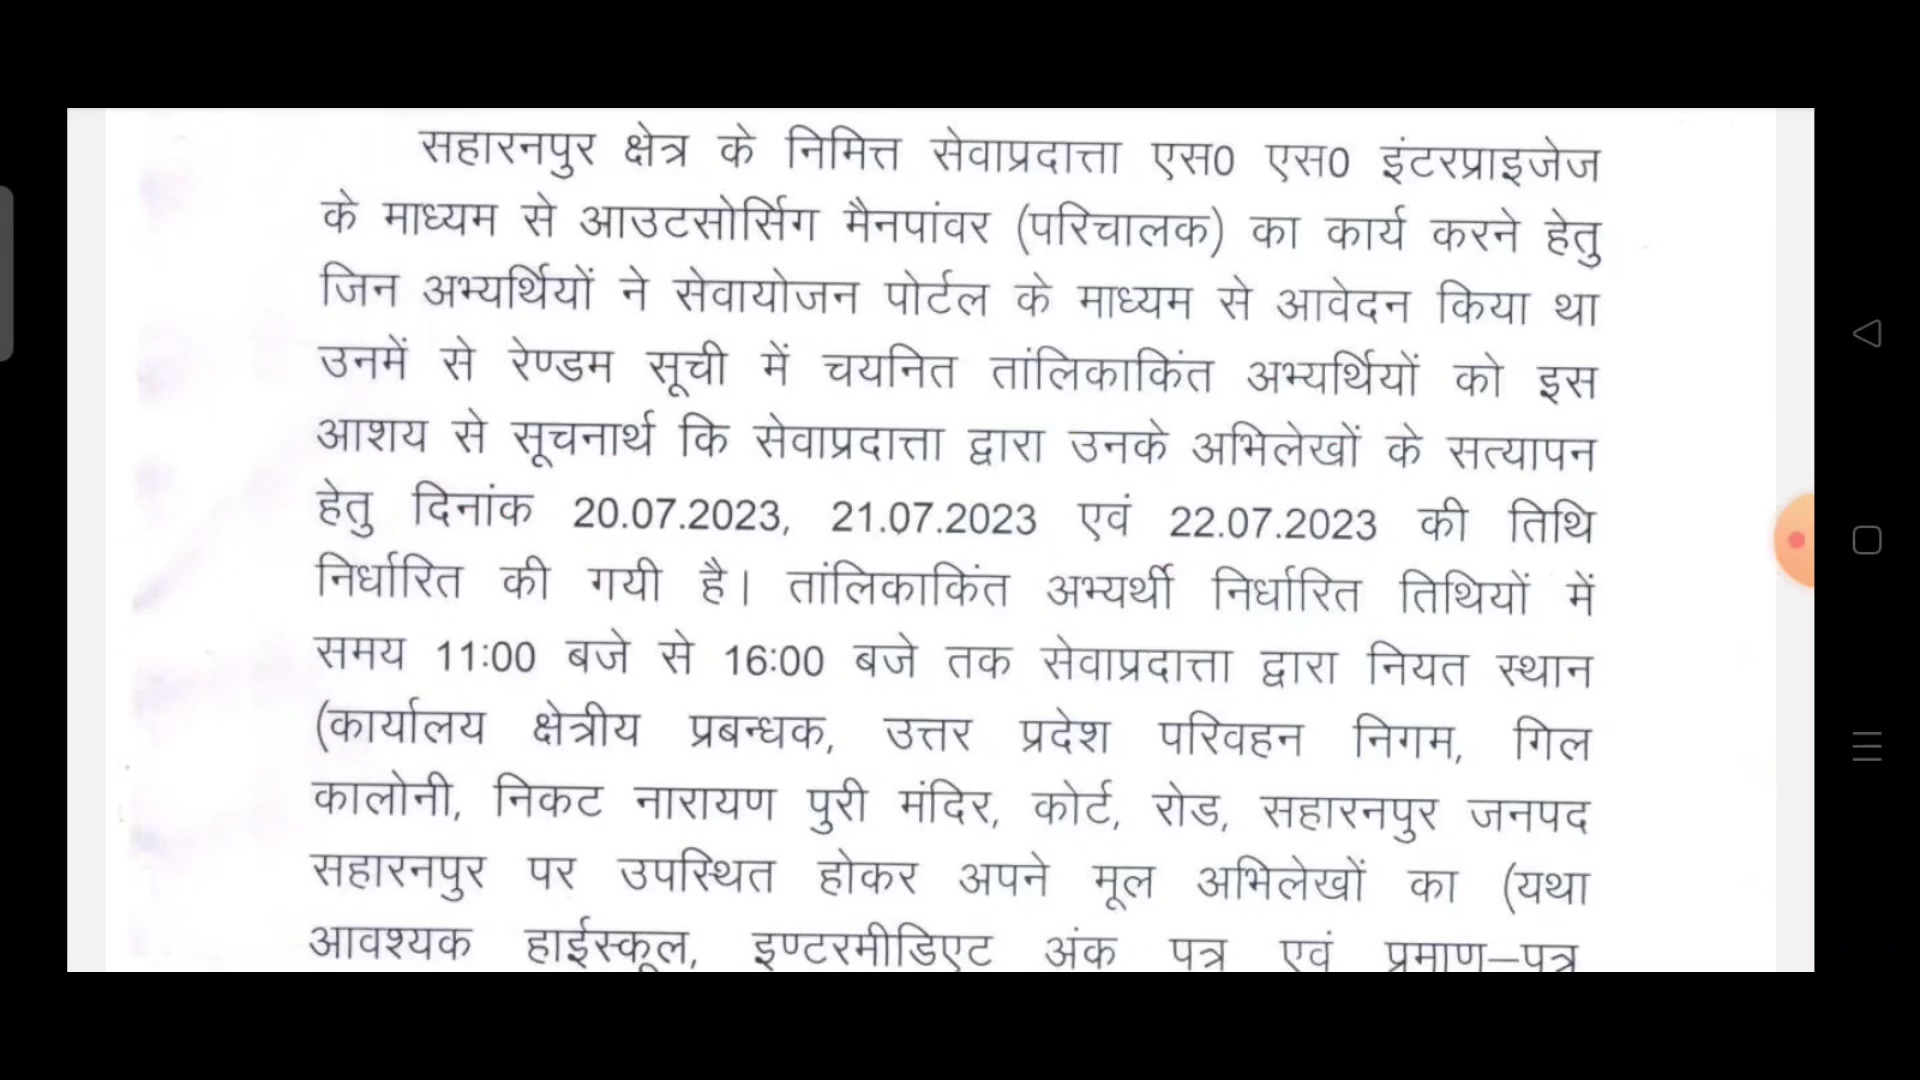 सहारनपुर क्षेत्र के निमित्त सेवाप्रदात्ता एस0 एस0 इंटरप्राइजेज
के माध्यम से आउटसोर्सिग मैनपांवर (परिचालक) का कार्य करने हेतु
जिन अभ्यर्थियों ने सेवायोजन पोर्टल के माध्यम से आवेदन किया था
उनमें से रेण्डम सूची में चयनित तांलिकाकिंत अभ्यर्थियों को इस
आशय से सूचनार्थ कि सेवाप्रदात्ता द्वारा उनके अभिलेखों के सत्यापन
हेतु दिनांक 20.07.2023, 21.07.2023 एवं 22.07.2023 की तिथि
निर्धारित की गयी है। तांलिकाकिंत अभ्यर्थी निर्धारित तिथियों में
समय 11:00 बजे से 16:00 बजे तक सेवाप्रदात्ता द्वारा नियत स्थान
(कार्यालय क्षेत्रीय प्रबन्धक, उत्तर प्रदेश परिवहन निगम, गिल
कालोनी, निकट नारायण पुरी मंदिर, कोर्ट, रोड, सहारनपुर जनपद
सहारनपुर पर उपस्थित होकर अपने मूल अभिलेखों का (यथा
आवश्यक हाईस्कूल, इण्टरमीडिएट अंक पत्र एवं प्रमाण–पत्र